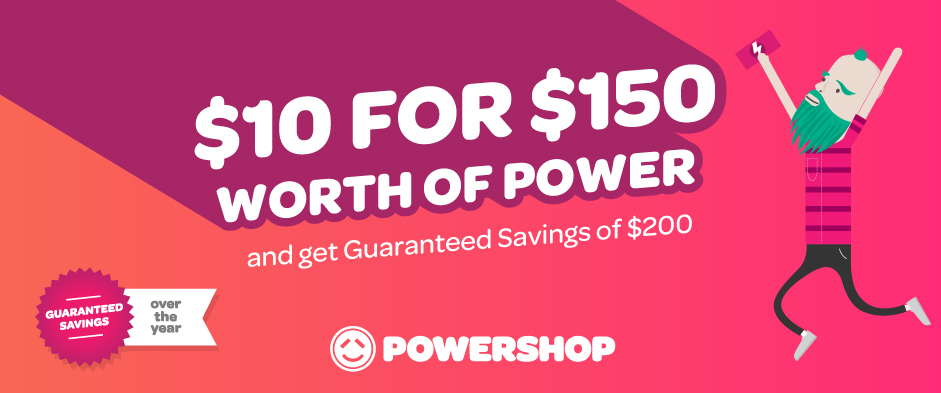 $10 FOR $150
WORTH OF POWER
and get Guaranteed Savings of $200
GUARANTEED
SAVINGS
over
the
year
POWERSHOP